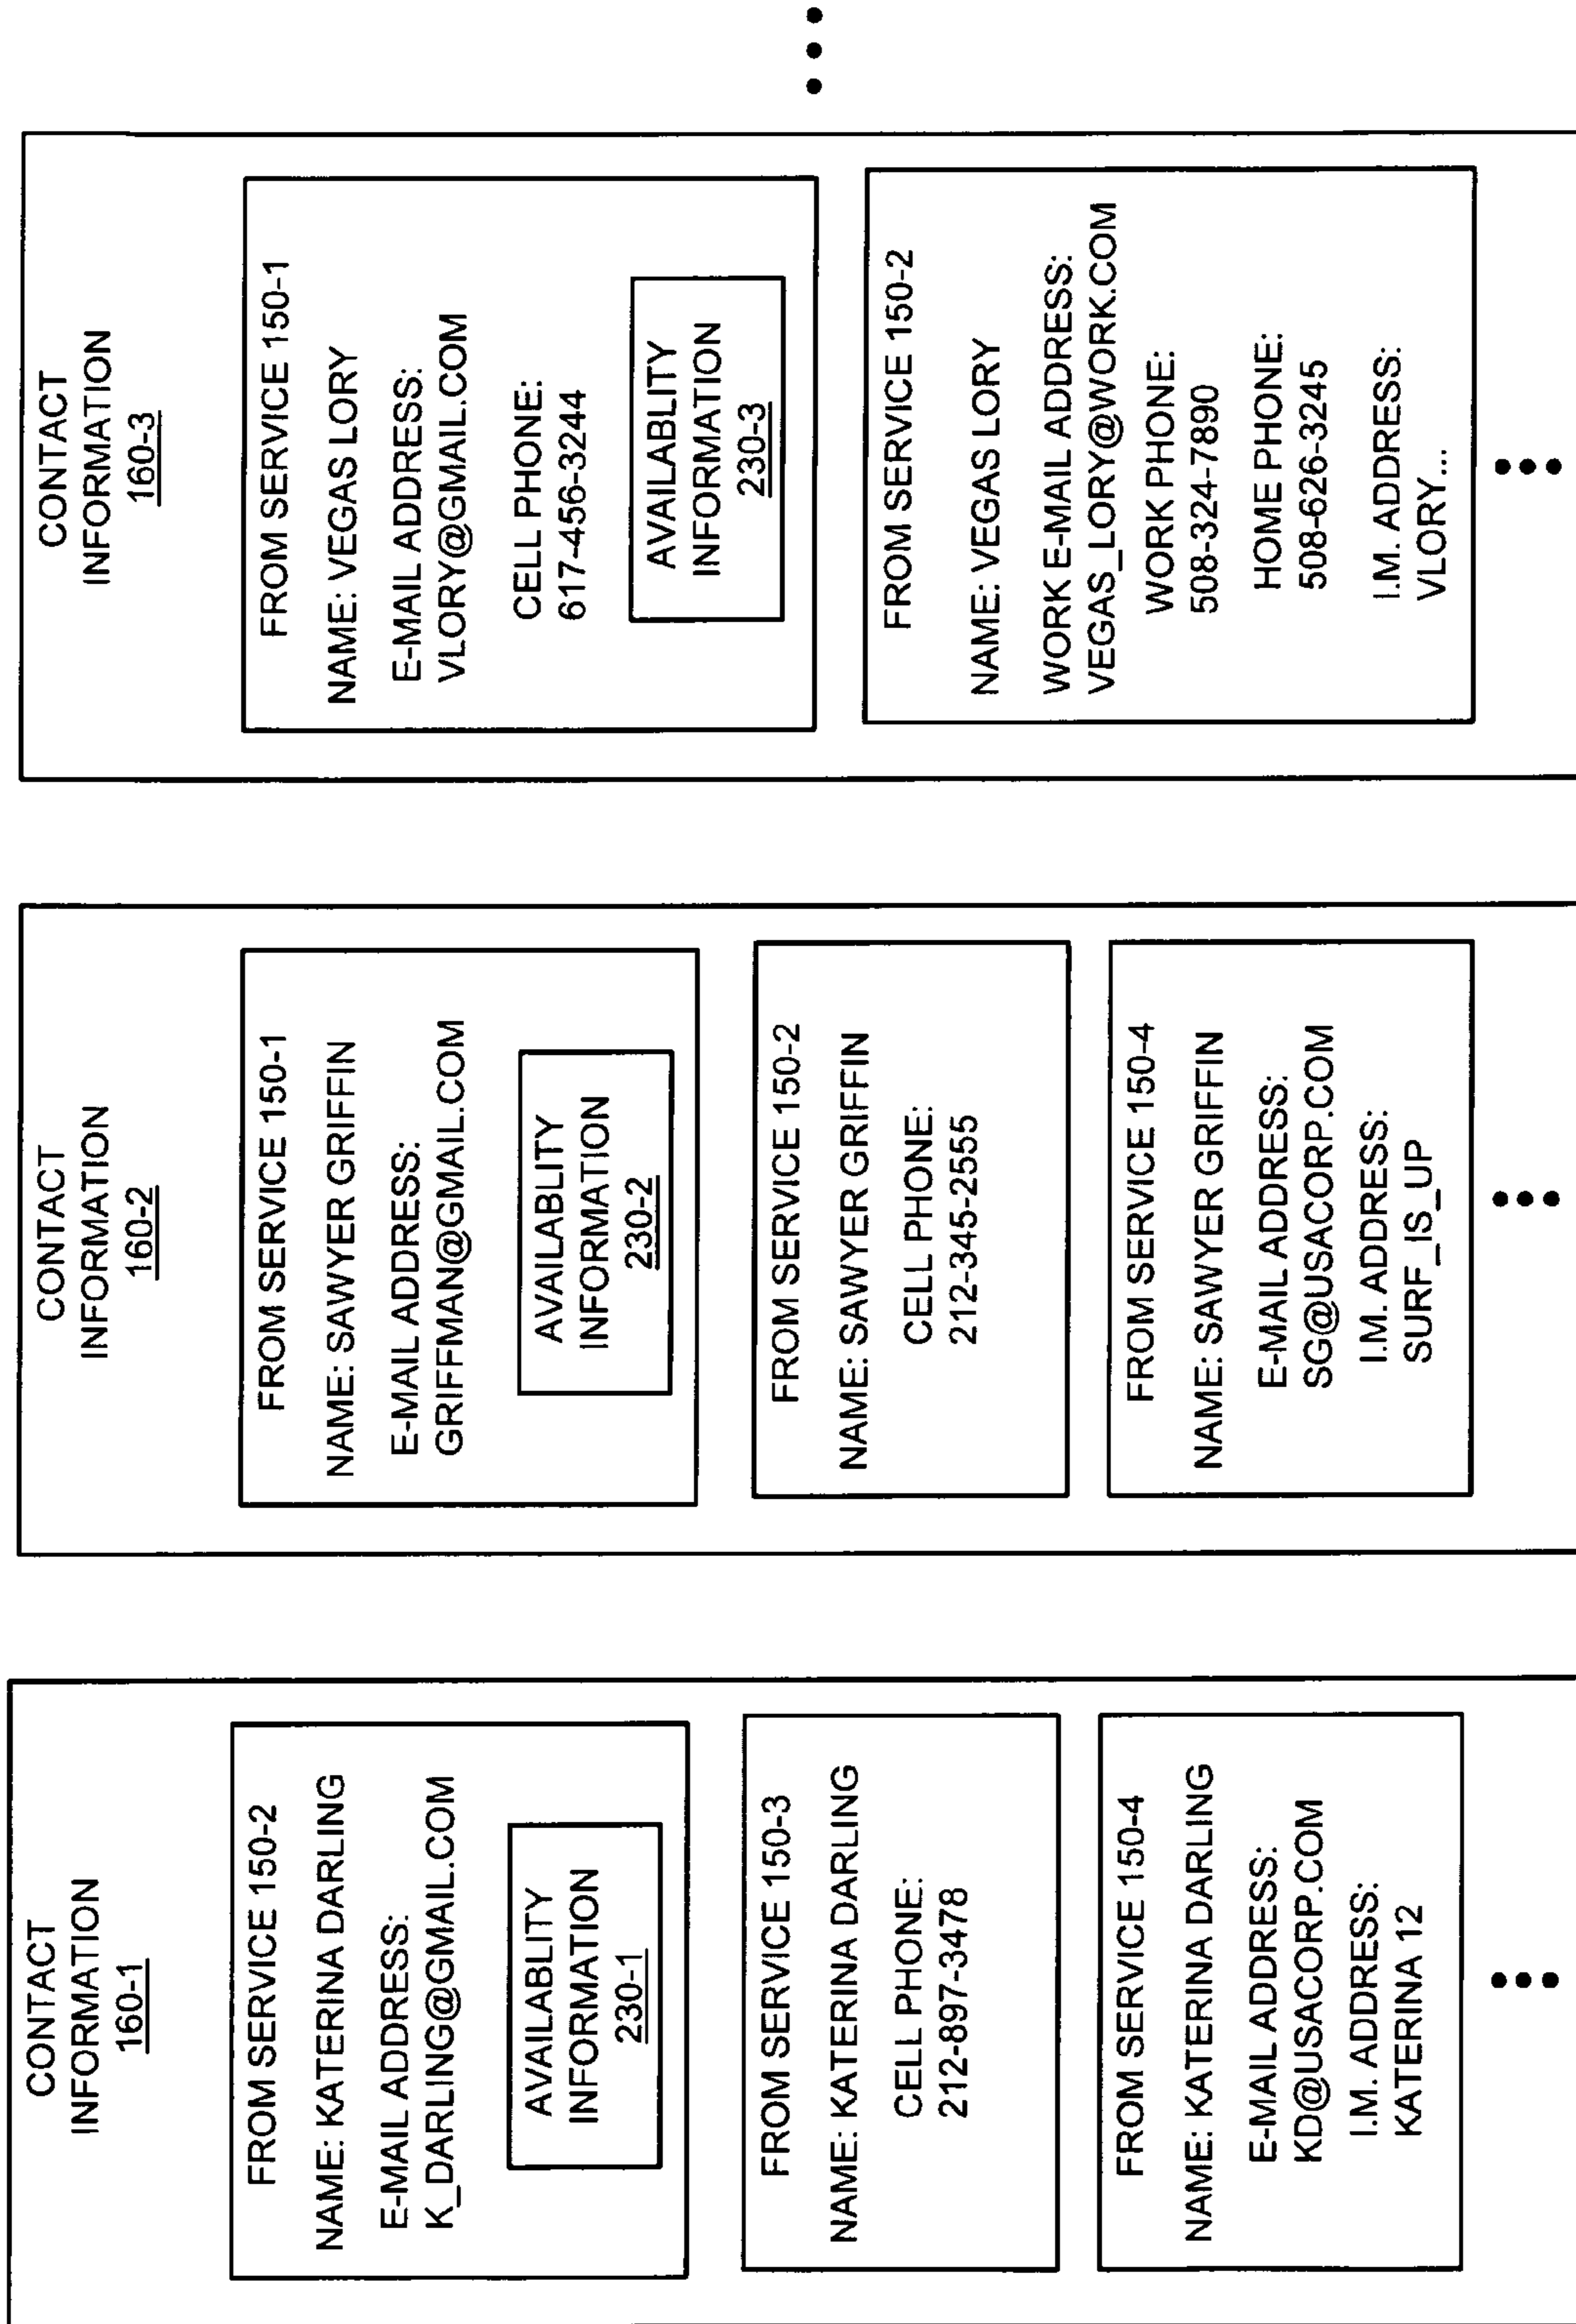 CONTACT
INFORMATION
160-1
FROM SERVICE 150-2
NAME: KATERINA DARLING
E-MAIL ADDRESS:
K_DARLING@GMAIL.COM
AVAILABLITY
INFORMATION
230-1
FROM SERVICE 150-3
NAME: KATERINA DARLING
CELL PHONE:
212-897-3478
FROM SERVICE 150-4
NAME: KATERINA DARLING
E-MAIL ADDRESS:
KD@USACORP.COM
I.M. ADDRESS:
KATERINA 12
CONTACT
INFORMATION
160-2
FROM SERVICE 150-1
NAME: SAWYER GRIFFIN
E-MAIL ADDRESS:
GRIFFMAN@GMAIL.COM
AVAILABLITY
INFORMATION
230-2
FROM SERVICE 150-2
NAME: SAWYER GRIFFIN
CELL PHONE:
212-345-2555
FROM SERVICE 150-4
NAME: SAWYER GRIFFIN
E-MAIL ADDRESS:
SG@USACORP.COM
I.M. ADDRESS:
SURF_IS_UP
CONTACT
INFORMATION
160-3
FROM SERVICE 150-1
NAME: VEGAS LORY
E-MAIL ADDRESS:
VLORY@GMAIL.COM
CELL PHONE:
617-456-3244
AVAILABLITY
INFORMATION
230-3
FROM SERVICE 150-2
NAME: VEGAS LORY
WORK E-MAIL ADDRESS:
VEGAS_LORY@WORK.COM
WORK PHONE:
508-324-7890
HOME PHONE:
508-626-3245
I.M. ADDRESS:
VLORY...